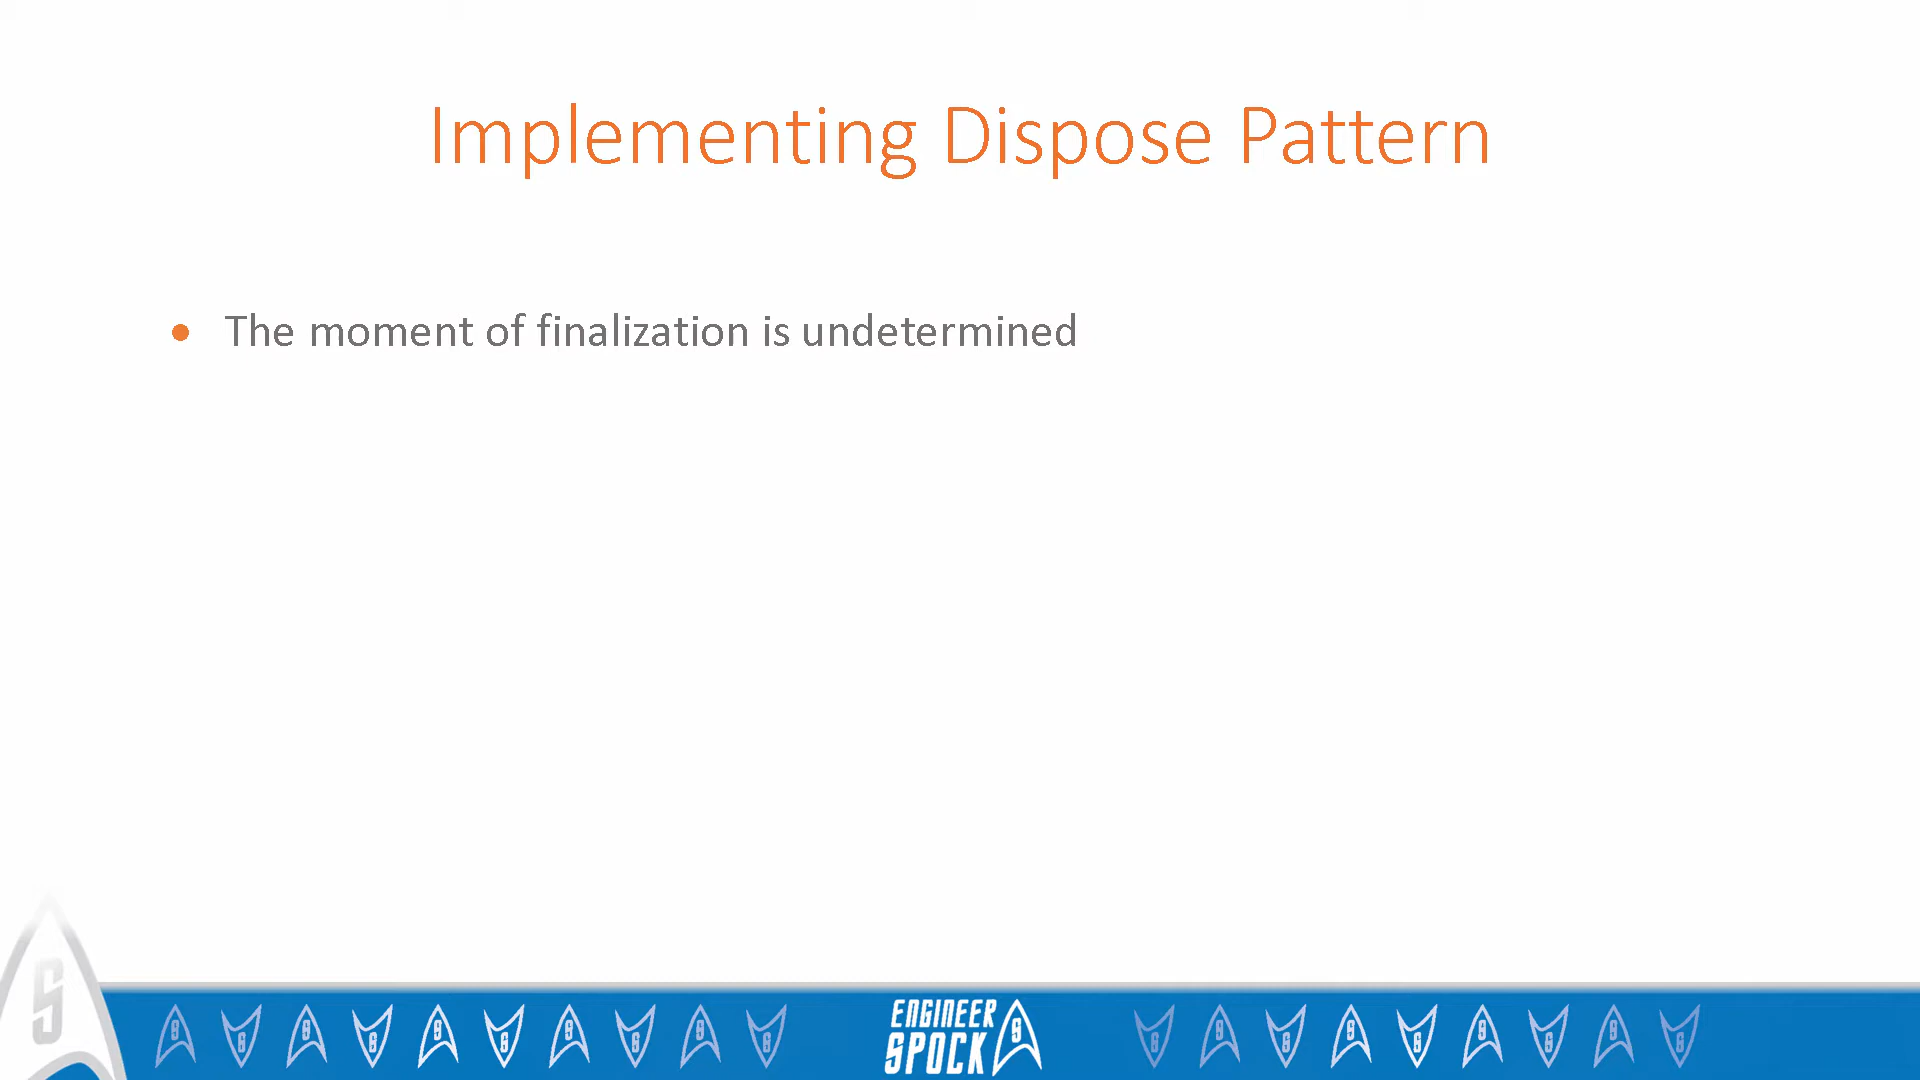 Implementing Dispose Pattern
• The moment of finalization is undetermined
ENGINEER
SPOCK